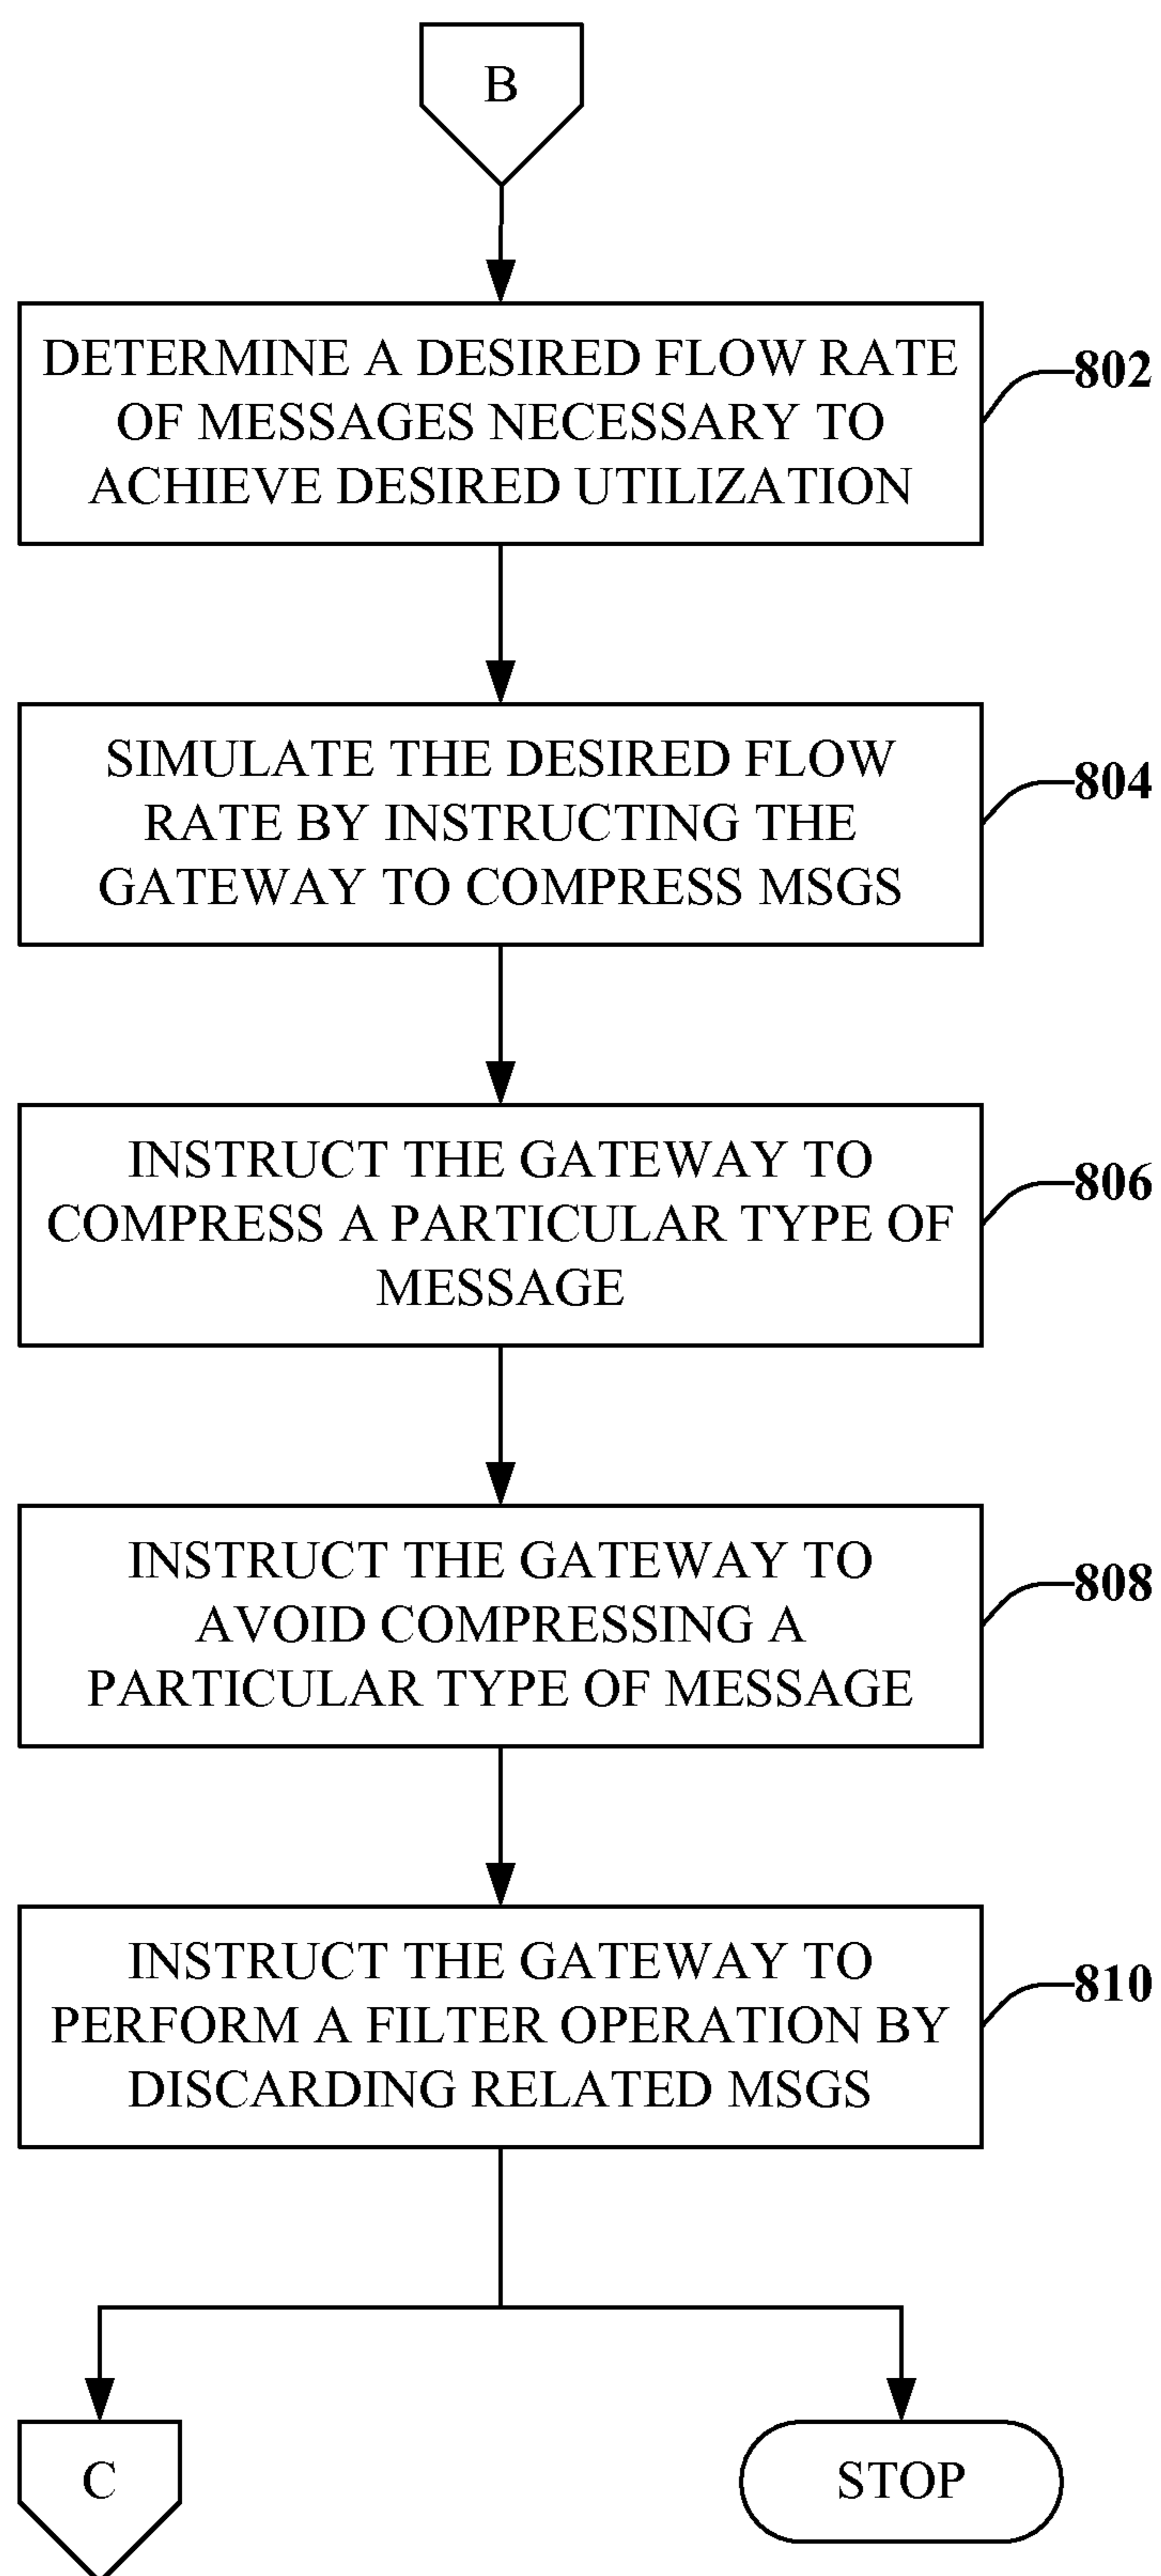 B
DETERMINE A DESIRED FLOW RATE
OF MESSAGES NECESSARY TO
ACHIEVE DESIRED UTILIZATION
802
SIMULATE THE DESIRED FLOW
RATE BY INSTRUCTING THE
GATEWAY TO COMPRESS MSGS
804
INSTRUCT THE GATEWAY TO
COMPRESS A PARTICULAR TYPE OF
MESSAGE
806
INSTRUCT THE GATEWAY TO
AVOID COMPRESSING A
PARTICULAR TYPE OF MESSAGE
808
INSTRUCT THE GATEWAY TO
PERFORM A FILTER OPERATION BY
DISCARDING RELATED MSGS
810
C
STOP